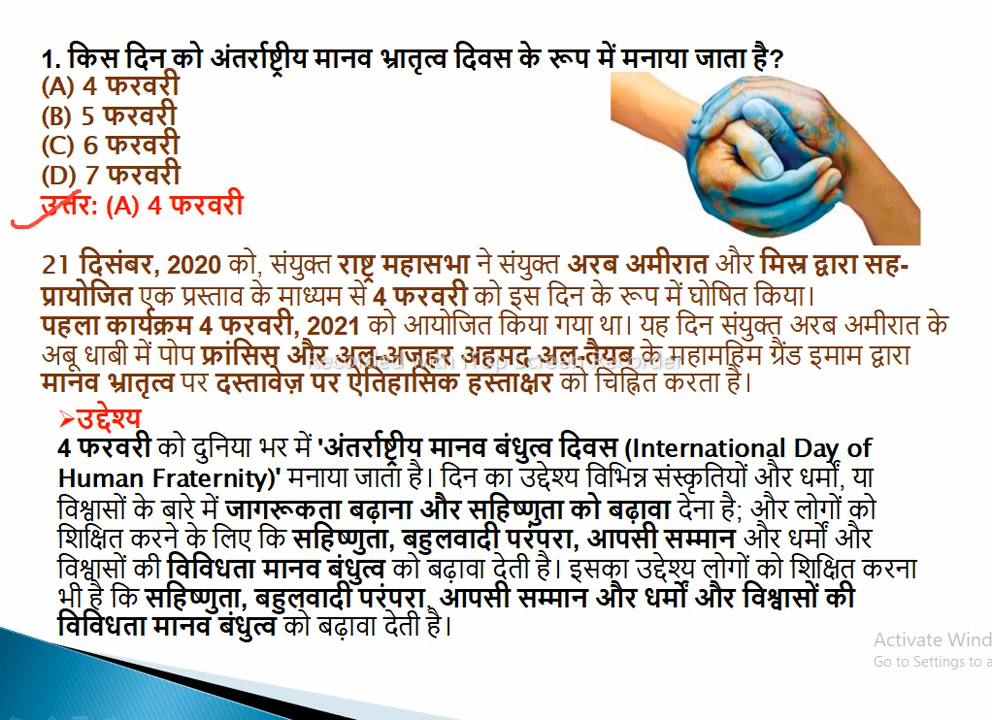 1. किस दिन को अंतर्राष्ट्रीय मानव भ्रातृत्व दिवस के रूप में मनाया जाता है?
(A) 4 फरवरी
(B) 5 फरवरी
(C) 6 फरवरी
(D) 7 फरवरी
उत्तर: (A) 4 फरवरी
21 दिसंबर, 2020 को, संयुक्त राष्ट्र महासभा ने संयुक्त अरब अमीरात और मिस्र द्वारा सह-
प्रायोजित एक प्रस्ताव के माध्यम से 4 फरवरी को इस दिन के रूप में घोषित किया।
पहला कार्यक्रम 4 फरवरी, 2021 को आयोजित किया गया था। यह दिन संयुक्त अरब अमीरात के
अबू धाबी में पोप फ्रांसिस और अल-अजहर अहमद अल-तैयब के महामहिम ग्रैंड इमाम द्वारा
Recorded with iTop Screen Recorder
मानव भ्रातृत्व पर दस्तावेज़ पर ऐतिहासिक हस्ताक्षर को चिह्नित करता है।
➢उद्देश्य
4 फरवरी को दुनिया भर में 'अंतर्राष्ट्रीय मानव बंधुत्व दिवस (International Day of
Human Fraternity)' मनाया जाता है। दिन का उद्देश्य विभिन्न संस्कृतियों और धर्मों, या
विश्वासों के बारे में जागरूकता बढ़ाना और सहिष्णुता को बढ़ावा देना है; और लोगों को
शिक्षित करने के लिए कि सहिष्णुता, बहुलवादी परंपरा, आपसी सम्मान और धर्मों और
विश्वासों की विविधता मानव बंधुत्व को बढ़ावा देती है। इसका उद्देश्य लोगों को शिक्षित करना
भी है कि सहिष्णुता, बहुलवादी परंपरा, आपसी सम्मान और धर्मों और विश्वासों की
विविधता मानव बंधुत्व को बढ़ावा देती है।
Activate Wind
Go to Settings to a